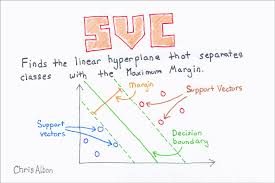 SVC
Finds the linear hyperplane that separates
classes with the Maximum Margin.
Margin
Support Vectors
Support
vectors
Decision
boundary
Chris Albon